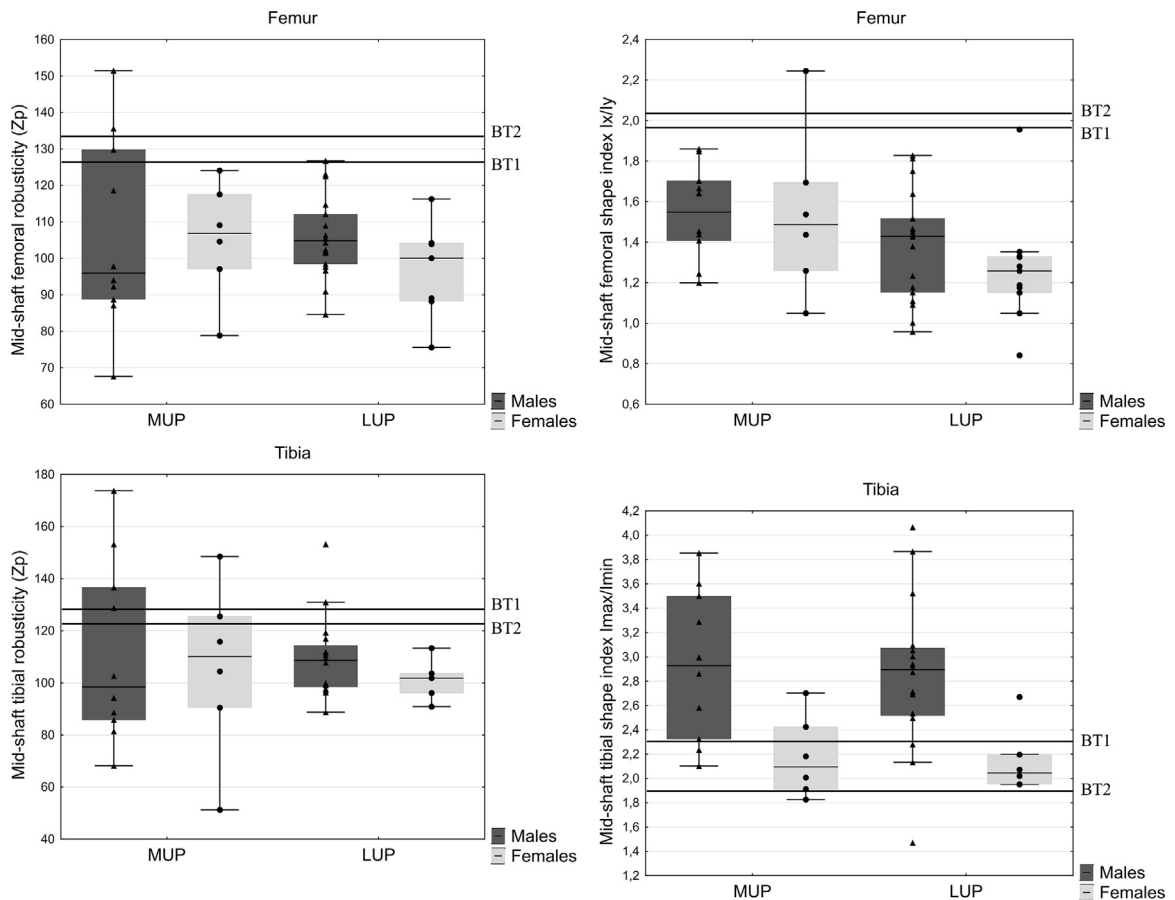 Femur
Mid-shaft femoral robusticity (Zp)
160
150
140
130
120
110
100
90
80
70
60
BT2
BT1
MUP LUP
Males
Females
Femur
Mid-shaft femoral shape index Ix/Iy
2,4
2,2
2,0
1,8
1,6
1,4
1,2
1,0
0,8
0,6
BT2
BT1
MUP LUP
Males
Females
Tibia
Mid-shaft tibial robusticity (Zp)
180
160
140
120
100
80
60
40
BT1
BT2
MUP LUP
Males
Females
Tibia
Mid-shaft tibial shape index Imax/Imin
4,2
4,0
3,8
3,6
3,4
3,2
3,0
2,8
2,6
2,4
2,2
2,0
1,8
1,6
1,4
1,2
BT1
BT2
MUP LUP
Males
Females